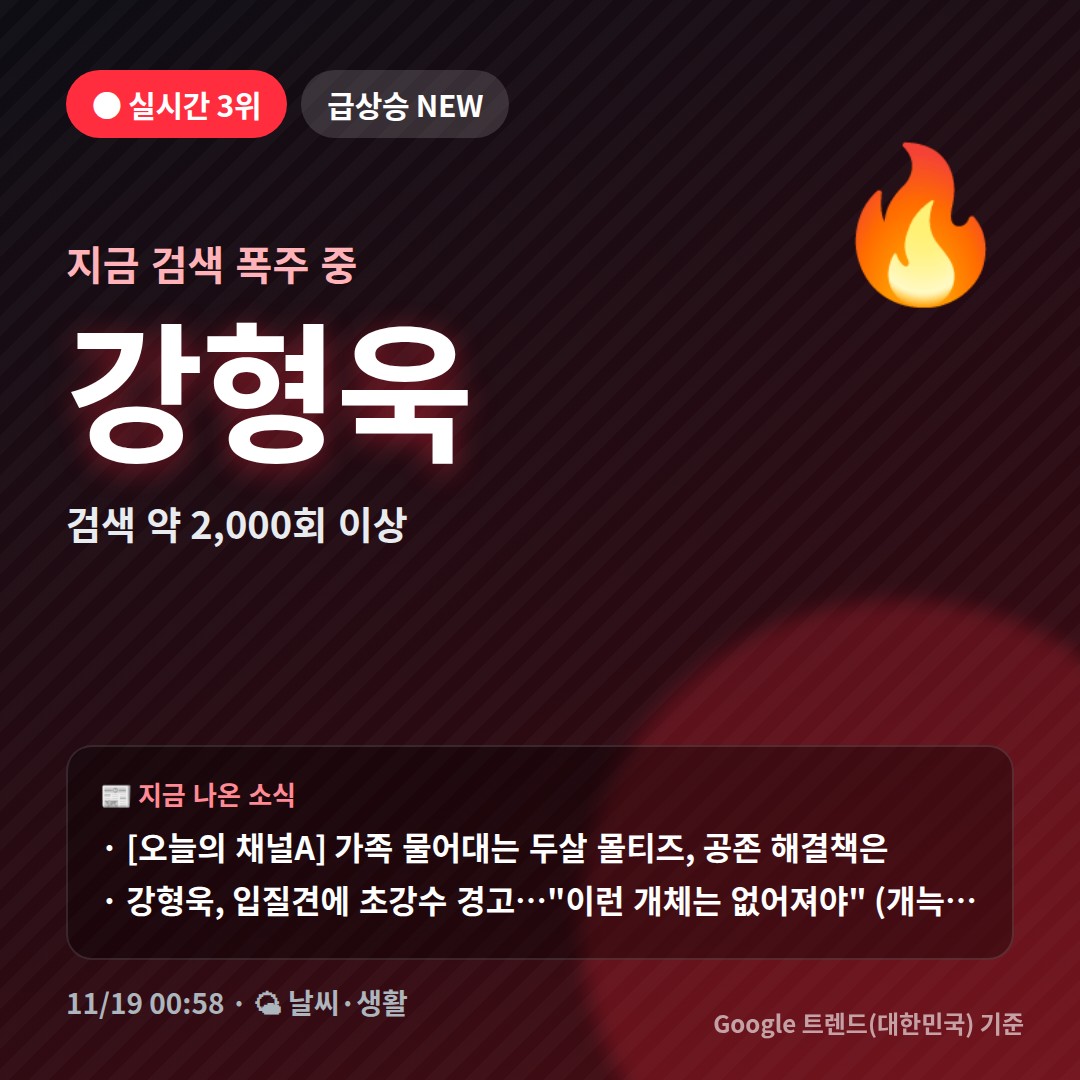 실시간 3위
급상승 NEW
지금 검색 폭주 중
강형욱
검색 약 2,000회 이상
지금 나온 소식
· [오늘의 채널A] 가족 물어대는 두살 몰티즈, 공존 해결책은
· 강형욱, 입질견에 초강수 경고…"이런 개체는 없어져야" (개늑…
11/19 00:58 · 🌤 날씨·생활
Google 트렌드(대한민국) 기준